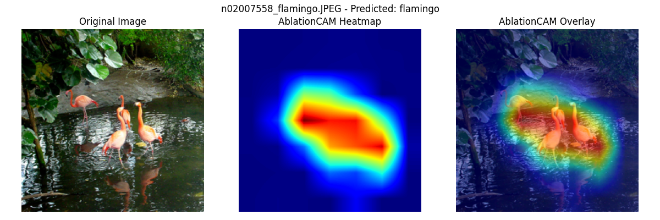 n02007558_flamingo.JPEG - Predicted: flamingo
Original Image
AblationCAM Heatmap
AblationCAM Overlay